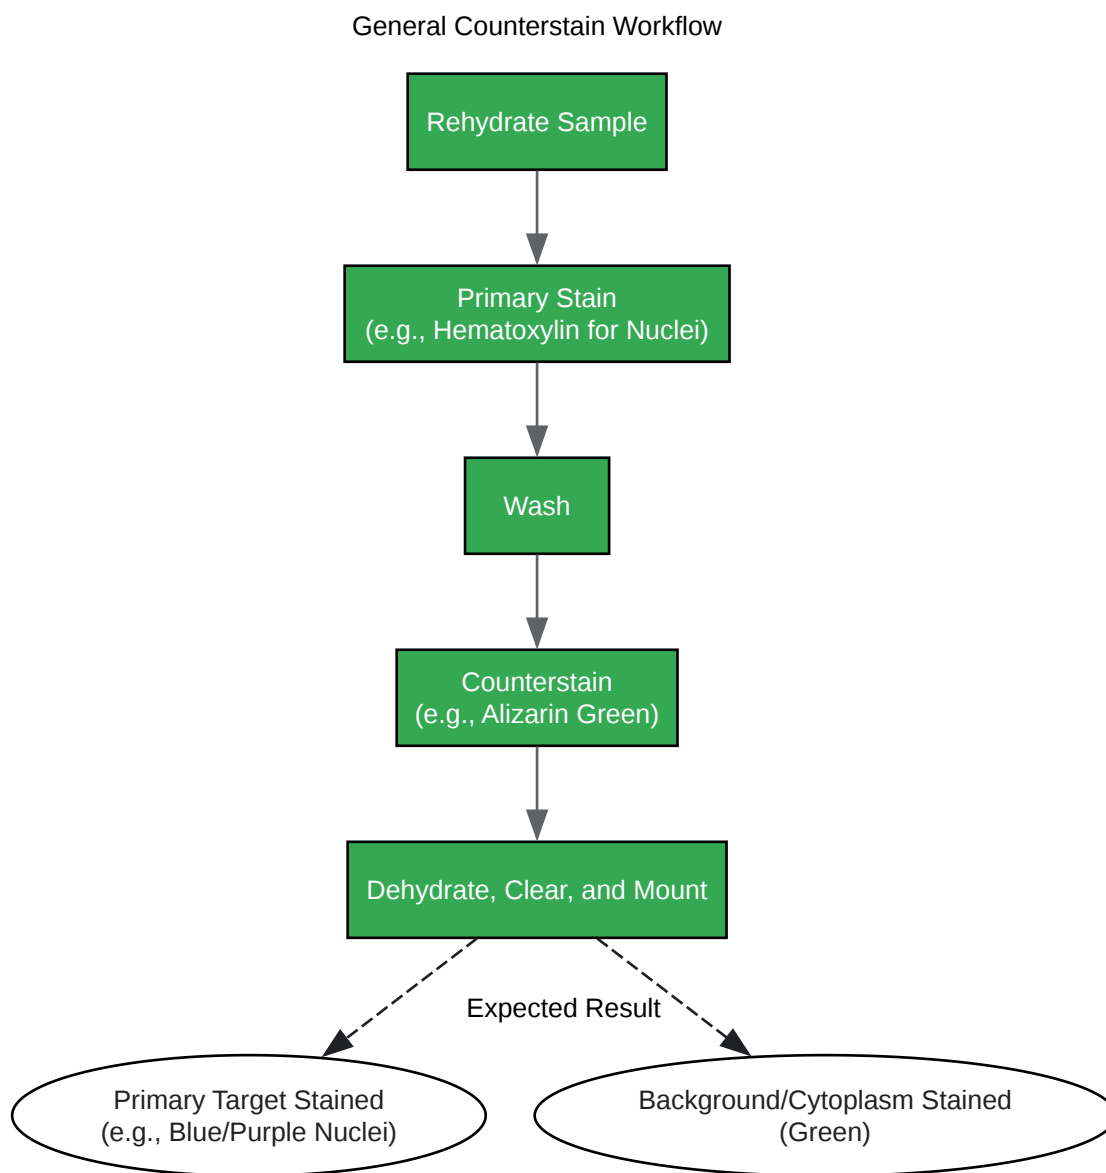 General Counterstain Workflow
Rehydrate Sample
Primary Stain
(e.g., Hematoxylin for Nuclei)
Wash
Counterstain
(e.g., Alizarin Green)
Dehydrate, Clear, and Mount
Expected Result
Primary Target Stained
(e.g., Blue/Purple Nuclei)
Background/Cytoplasm Stained
(Green)